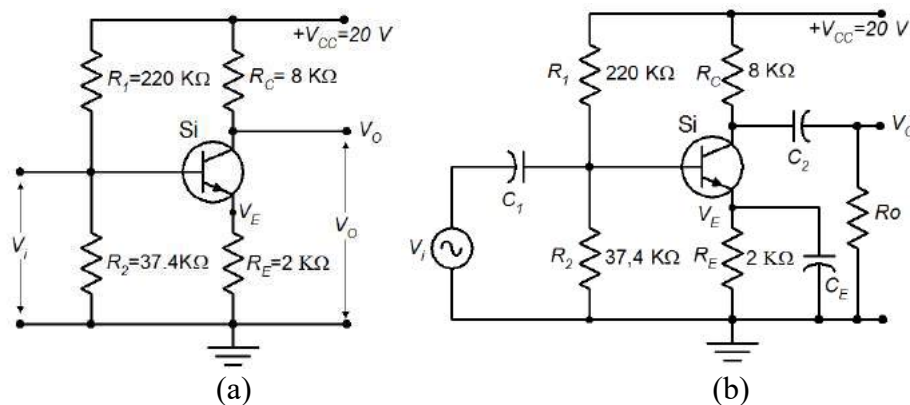 +V_CC=20 V
R_1=220 KΩ
R_C= 8 KΩ
Si
V_O
V_E
V_i
V_O
R_2=37.4KΩ
R_E=2 KΩ
(a)
+V_CC=20 V
R_1
220 KΩ
R_C
8 KΩ
Si
C_2
V_O
C_1
V_E
Ro
V_i
R_2
37,4 KΩ
R_E
2 KΩ
C_E
(b)